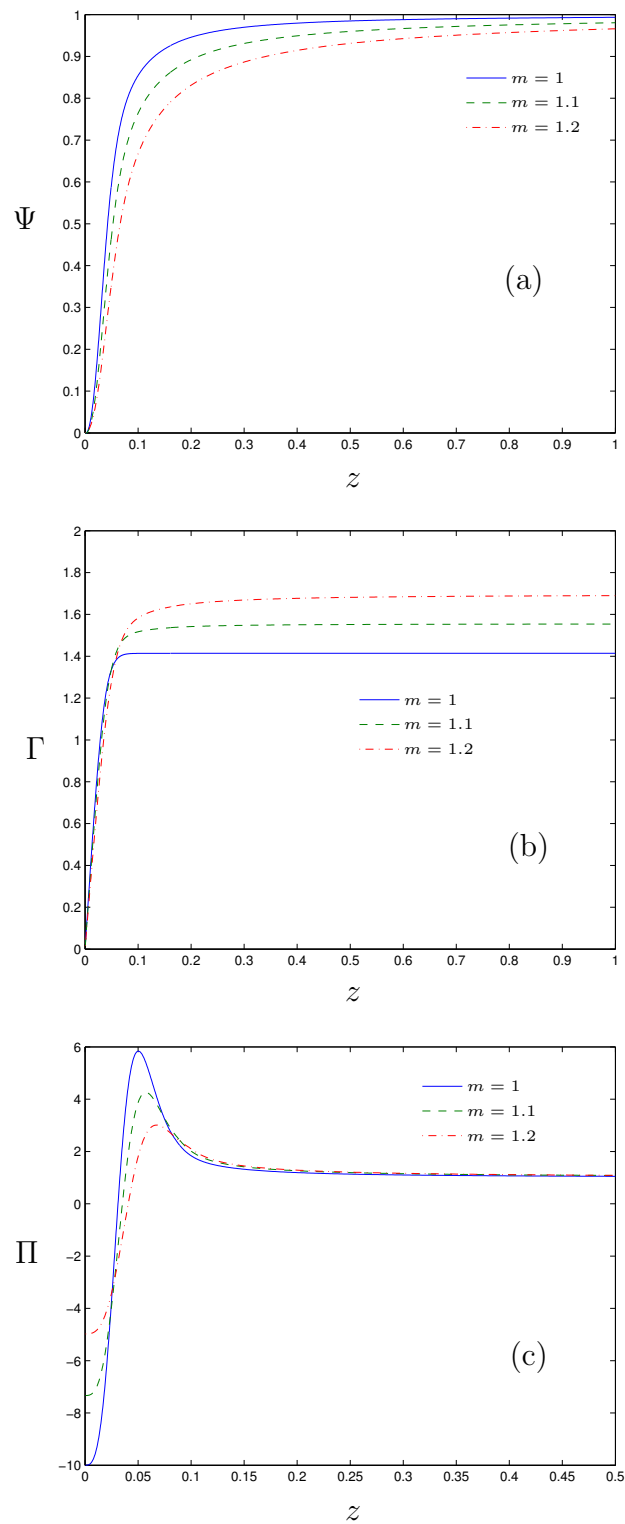 1
0.9
m = 1
0.8
m = 1.1
m = 1.2
0.7
0.6
Ψ
0.5
0.4
(a)
0.3
0.2
0.1
0
0 0.1 0.2 0.3 0.4 0.5 0.6 0.7 0.8 0.9 1
z
2
1.8
1.6
1.4
1.2
m = 1
m = 1.1
1
Γ
m = 1.2
0.8
0.6
(b)
0.4
0.2
0
0 0.1 0.2 0.3 0.4 0.5 0.6 0.7 0.8 0.9 1
z
6
m = 1
4
m = 1.1
m = 1.2
2
0
Π
−2
−4
(c)
−6
−8
−10
0 0.05 0.1 0.15 0.2 0.25 0.3 0.35 0.4 0.45 0.5
z